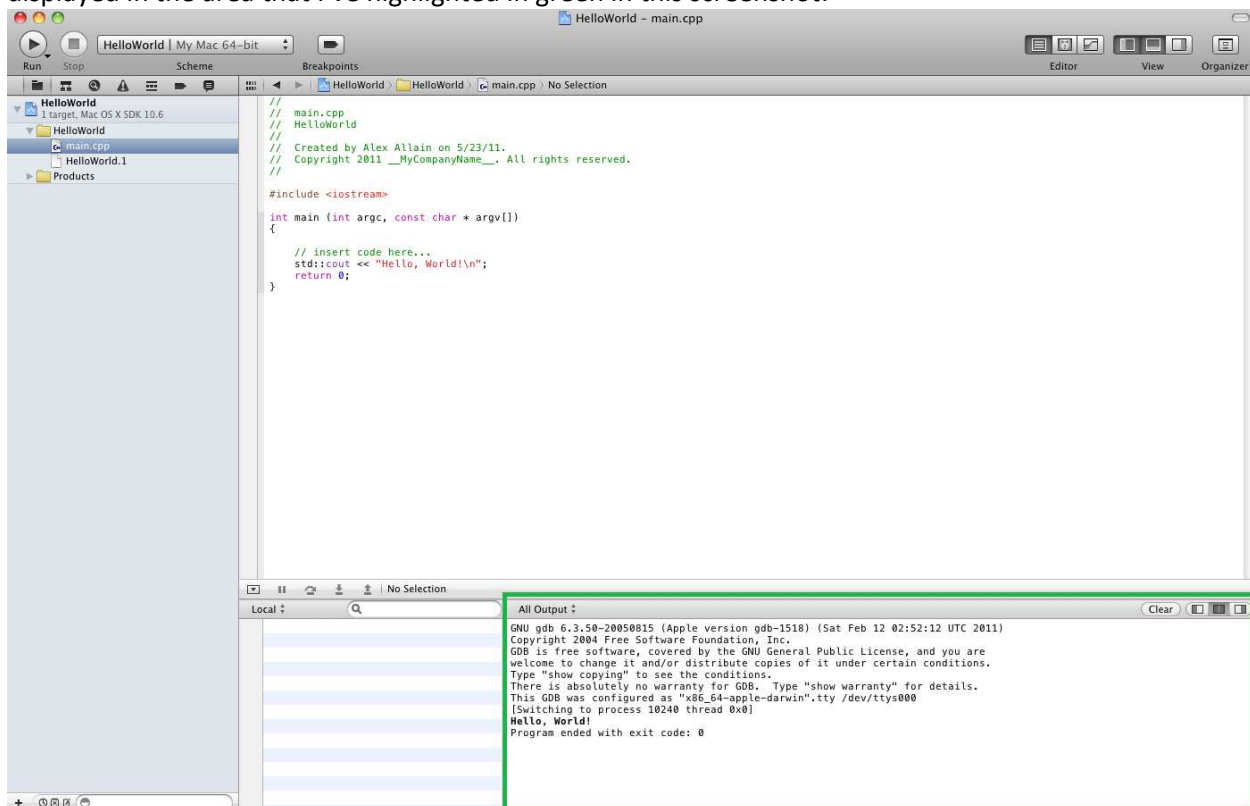 displayed in the area that I've highlighted in green in this screenshot:
HelloWorld – main.cpp
HelloWorld | My Mac 64-bit
Run Stop Scheme Breakpoints Editor View Organizer
HelloWorld HelloWorld main.cpp No Selection
HelloWorld
1 target, Mac OS X SDK 10.6
HelloWorld
main.cpp
HelloWorld.1
Products
//
// main.cpp
// HelloWorld
//
// Created by Alex Allain on 5/23/11.
// Copyright 2011 __MyCompanyName__. All rights reserved.
//
#include <iostream>
int main (int argc, const char * argv[])
{
// insert code here...
std::cout << "Hello, World!\n";
return 0;
}
No Selection
Local
All Output
Clear
GNU gdb 6.3.50-20050815 (Apple version gdb-1518) (Sat Feb 12 02:52:12 UTC 2011)
Copyright 2004 Free Software Foundation, Inc.
GDB is free software, covered by the GNU General Public License, and you are
welcome to change it and/or distribute copies of it under certain conditions.
Type "show copying" to see the conditions.
There is absolutely no warranty for GDB.  Type "show warranty" for details.
This GDB was configured as "x86_64-apple-darwin".tty /dev/ttys000
[Switching to process 10240 thread 0x0]
Hello, World!
Program ended with exit code: 0